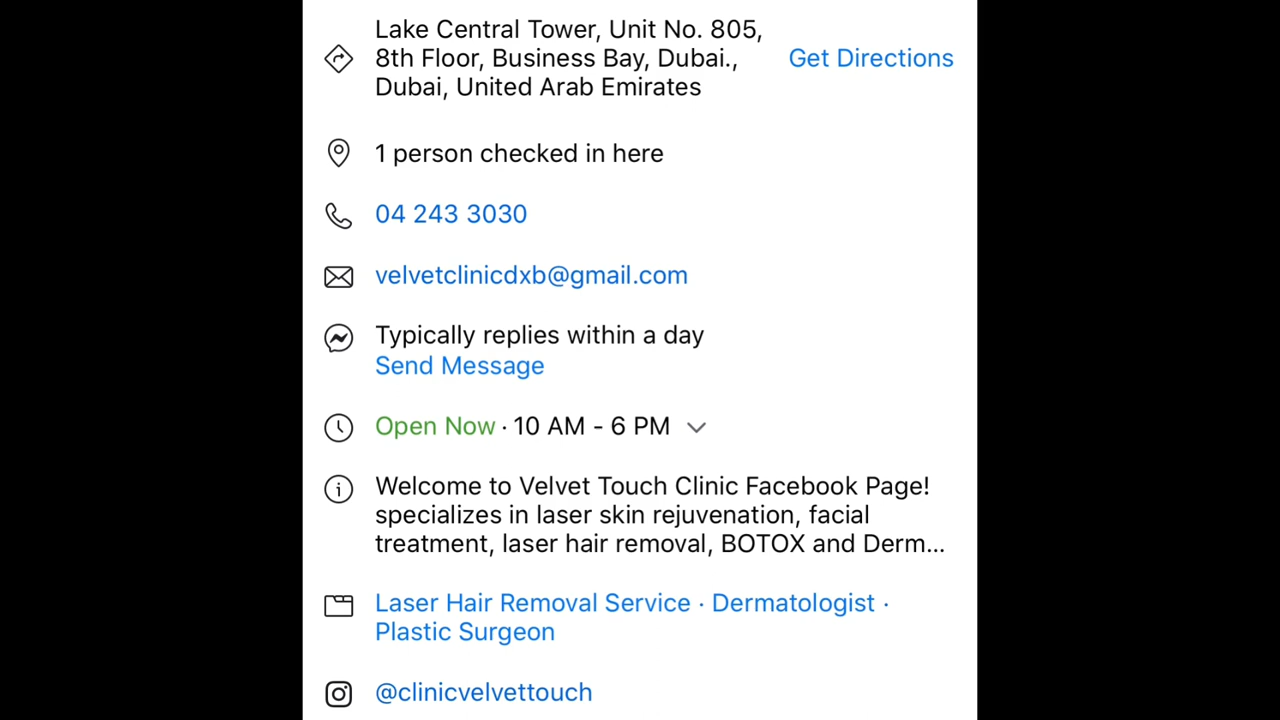 Lake Central Tower, Unit No. 805,
8th Floor, Business Bay, Dubai.,
Dubai, United Arab Emirates
Get Directions
1 person checked in here
04 243 3030
velvetclinicdxb@gmail.com
Typically replies within a day
Send Message
Open Now · 10 AM - 6 PM
Welcome to Velvet Touch Clinic Facebook Page!
specializes in laser skin rejuvenation, facial
treatment, laser hair removal, BOTOX and Derm...
Laser Hair Removal Service · Dermatologist ·
Plastic Surgeon
@clinicvelvettouch